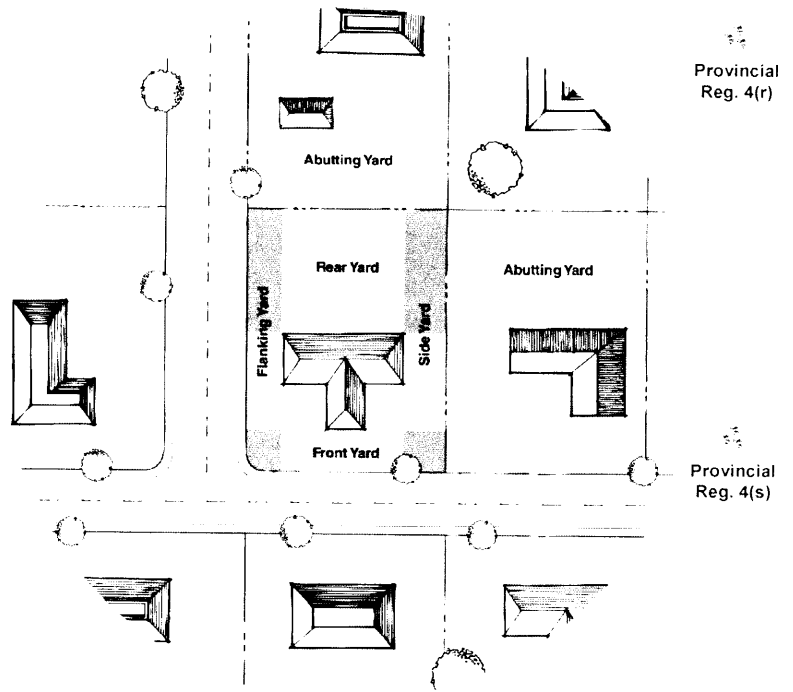 Provincial
Reg. 4(r)
Abutting Yard
Rear Yard
Abutting Yard
Flanking Yard
Side Yard
Front Yard
Provincial
Reg. 4(s)